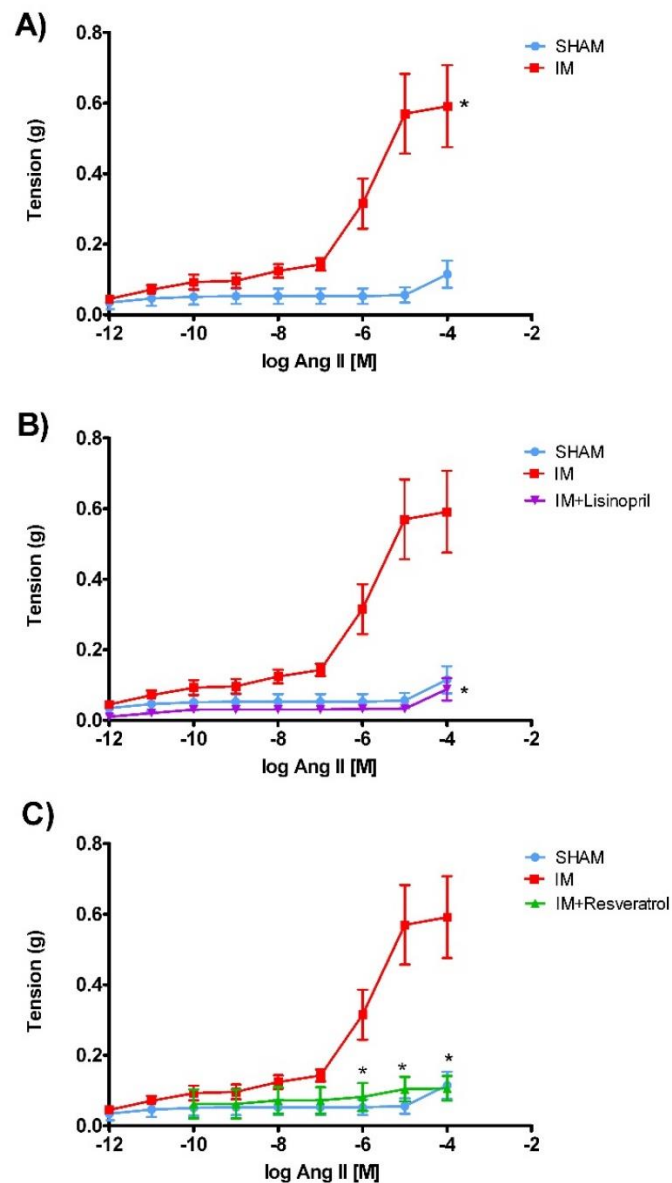 A)
0.8
0.6
0.4
0.2
0.0
Tension (g)
-12 -10 -8 -6 -4 -2
log Ang II [M]
SHAM
IM
*
B)
0.8
0.6
0.4
0.2
0.0
Tension (g)
-12 -10 -8 -6 -4 -2
log Ang II [M]
SHAM
IM
IM+Lisinopril
*
C)
0.8
0.6
0.4
0.2
0.0
Tension (g)
-12 -10 -8 -6 -4 -2
log Ang II [M]
SHAM
IM
IM+Resveratrol
* * *